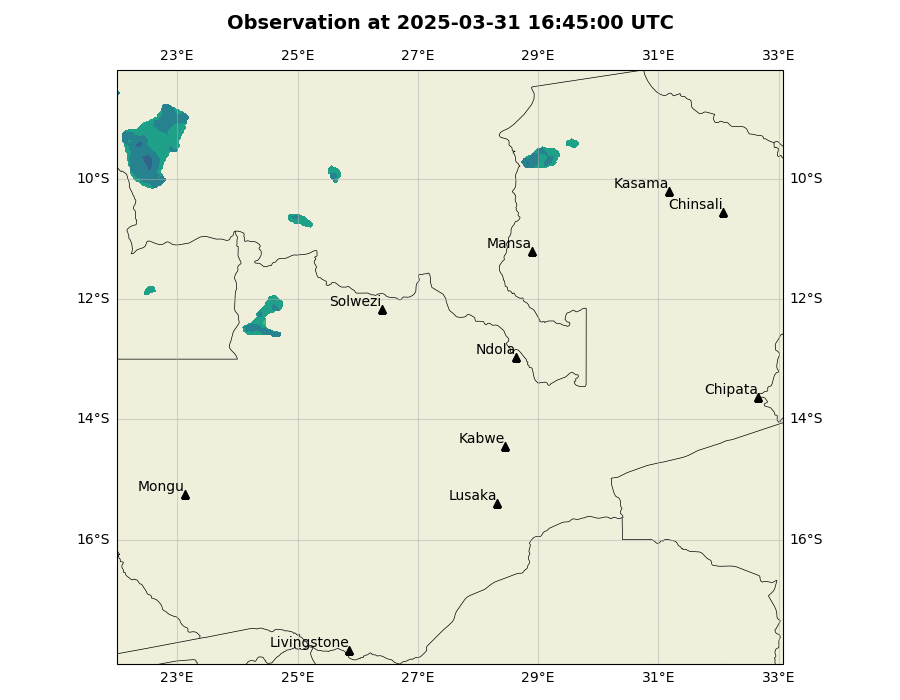 Observation at 2025-03-31 16:45:00 UTC
23°E 25°E 27°E 29°E 31°E 33°E
10°S 10°S
Kasama
Chinsali
Mansa
12°S 12°S
Solwezi
Ndola
Chipata
14°S 14°S
Kabwe
Mongu
Lusaka
16°S 16°S
Livingstone
23°E 25°E 27°E 29°E 31°E 33°E